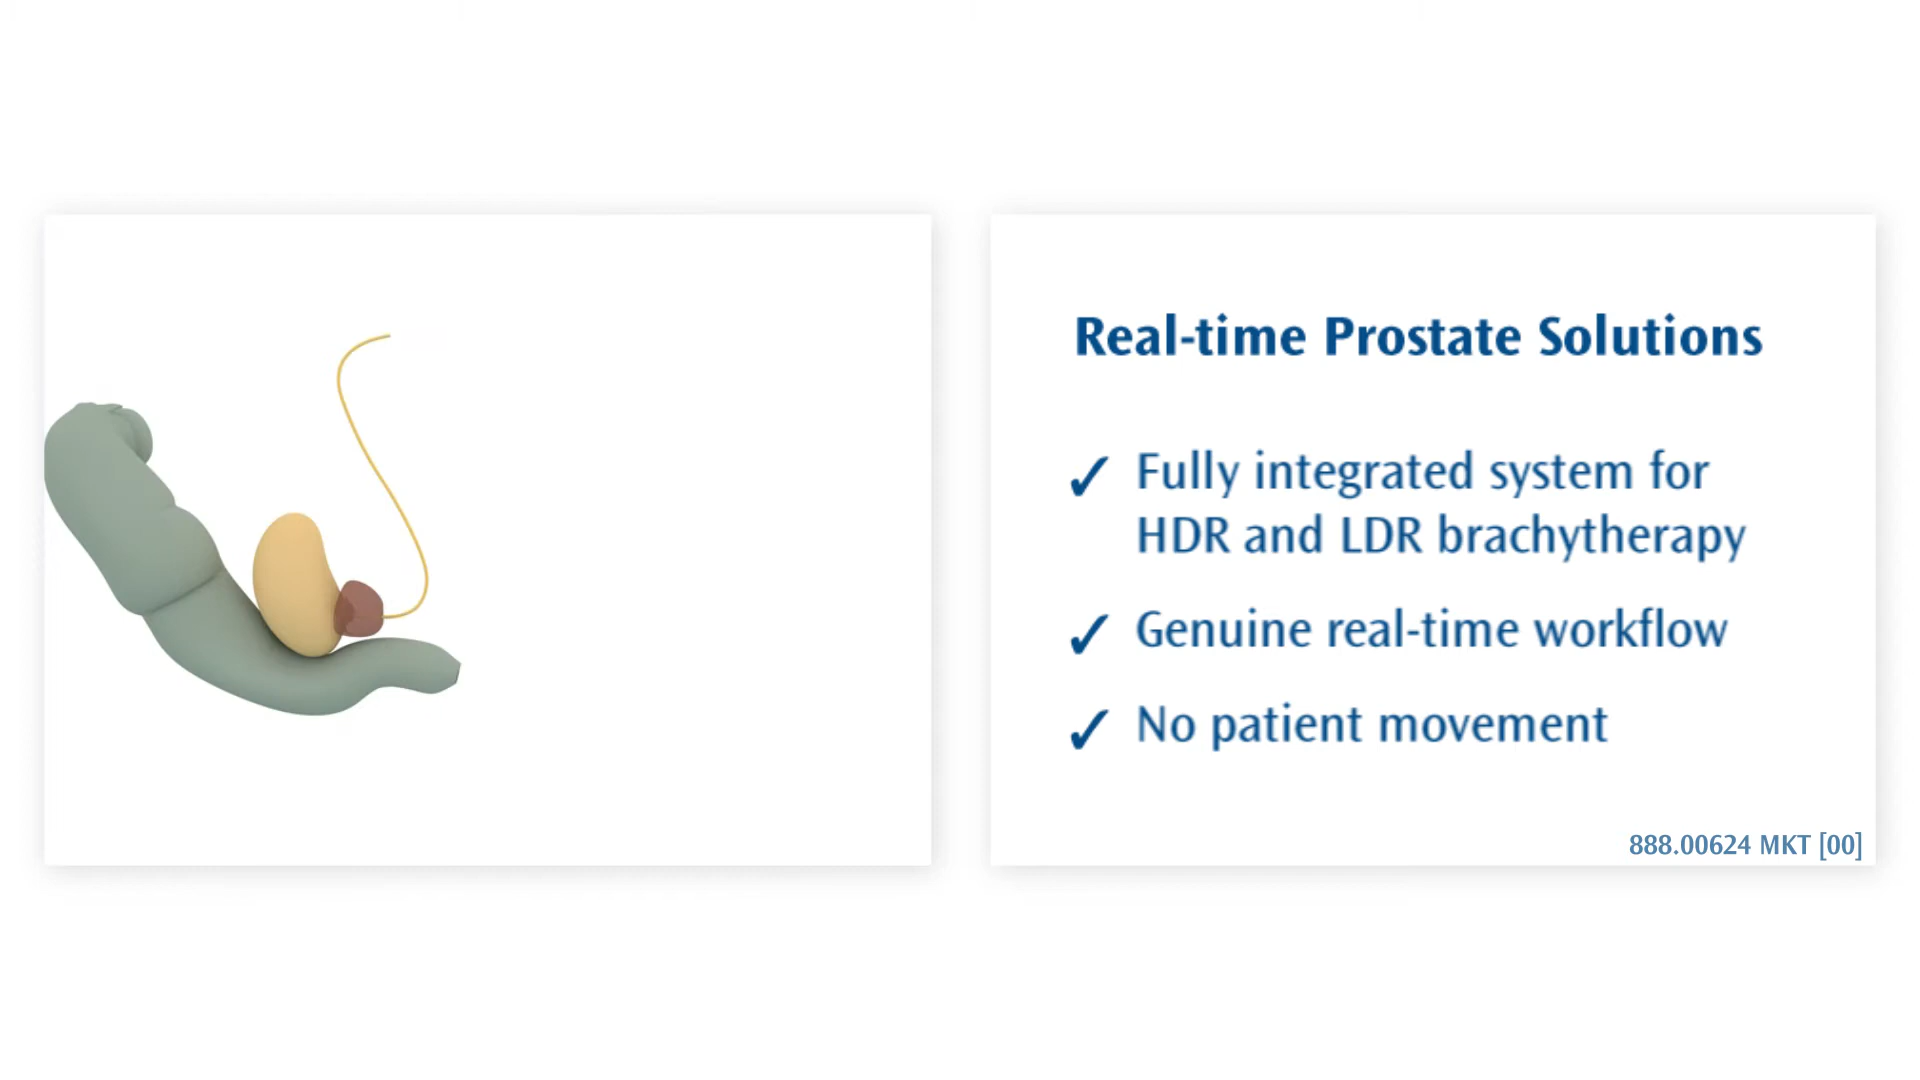 Real-time Prostate Solutions
✓ Fully integrated system for
HDR and LDR brachytherapy
✓ Genuine real-time workflow
✓ No patient movement
888.00624 MKT [00]